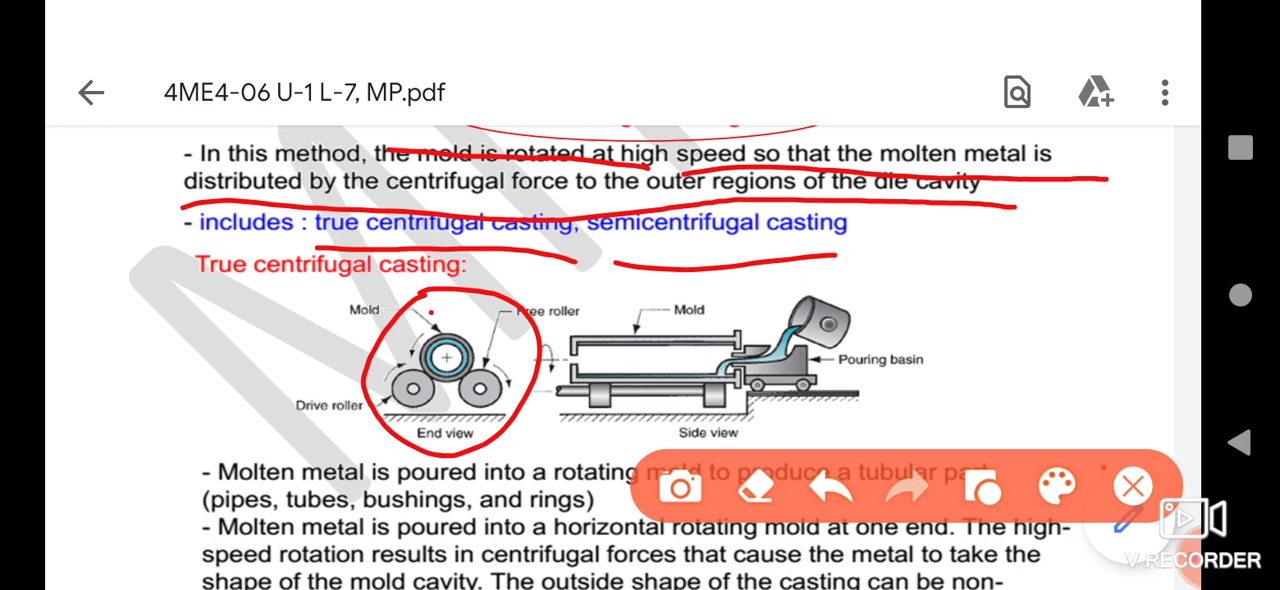 4ME4-06 U-1 L-7, MP.pdf
- In this method, the mold is rotated at high speed so that the molten metal is
distributed by the centrifugal force to the outer regions of the die cavity
- includes : true centrifugal casting, semicentrifugal casting
True centrifugal casting:
Mold
Free roller
Mold
Pouring basin
Drive roller
End view
Side view
- Molten metal is poured into a rotating mold to produce a tubular part
(pipes, tubes, bushings, and rings)
- Molten metal is poured into a horizontal rotating mold at one end. The high-
speed rotation results in centrifugal forces that cause the metal to take the
shape of the mold cavity. The outside shape of the casting can be non-
V-RECORDER